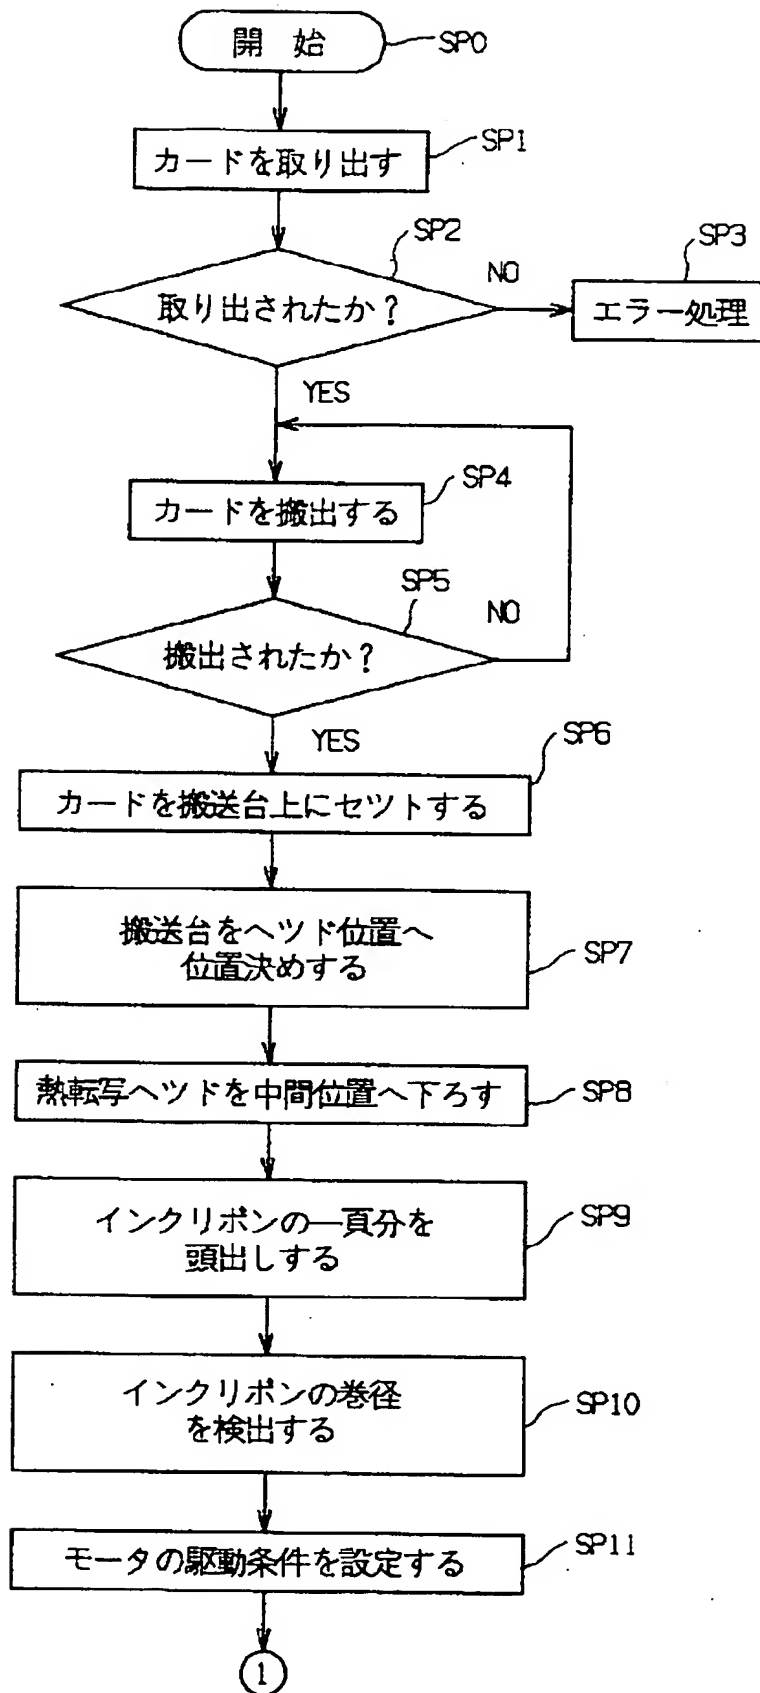 開 始
SP0
カードを取り出す
SP1
取り出されたか?
SP2
NO
エラー処理
SP3
YES
カードを搬出する
SP4
搬出されたか?
SP5
NO
YES
カードを搬送台上にセツトする
SP6
搬送台をヘツド位置へ
位置決めする
SP7
熱転写ヘツドを中間位置へ下ろす
SP8
インクリボンの一頁分を
頭出しする
SP9
インクリボンの巻径
を検出する
SP10
モータの駆動条件を設定する
SP11
1